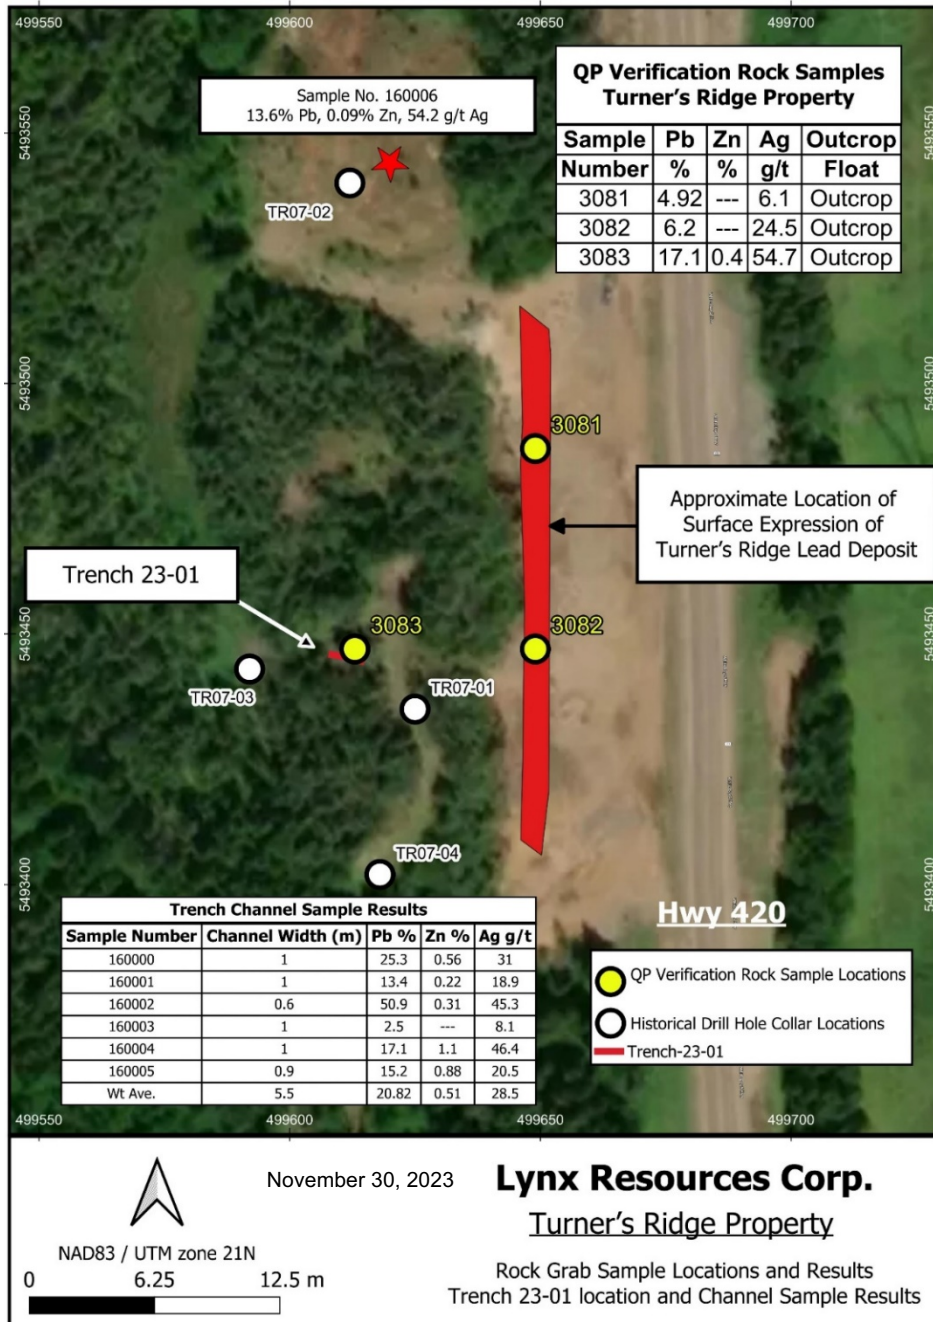 499550 499600 499650 499700
5493550
5493500
5493450
5493400
5493550
5493500
5493450
5493400
Sample No. 160006
13.6% Pb, 0.09% Zn, 54.2 g/t Ag
TR07-02
QP Verification Rock Samples
Turner's Ridge Property
Sample Number Pb % Zn % Ag g/t Outcrop Float
3081 4.92 --- 6.1 Outcrop
3082 6.2 --- 24.5 Outcrop
3083 17.1 0.4 54.7 Outcrop
3081
Approximate Location of
Surface Expression of
Turner's Ridge Lead Deposit
Trench 23-01
3083
3082
TR07-03
TR07-01
TR07-04
Trench Channel Sample Results
Sample Number Channel Width (m) Pb % Zn % Ag g/t
160000 1 25.3 0.56 31
160001 1 13.4 0.22 18.9
160002 0.6 50.9 0.31 45.3
160003 1 2.5 --- 8.1
160004 1 17.1 1.1 46.4
160005 0.9 15.2 0.88 20.5
Wt Ave. 5.5 20.82 0.51 28.5
Hwy 420
QP Verification Rock Sample Locations
Historical Drill Hole Collar Locations
Trench-23-01
499550 499600 499650 499700
November 30, 2023
NAD83 / UTM zone 21N
0 6.25 12.5 m
Lynx Resources Corp.
Turner's Ridge Property
Rock Grab Sample Locations and Results
Trench 23-01 location and Channel Sample Results